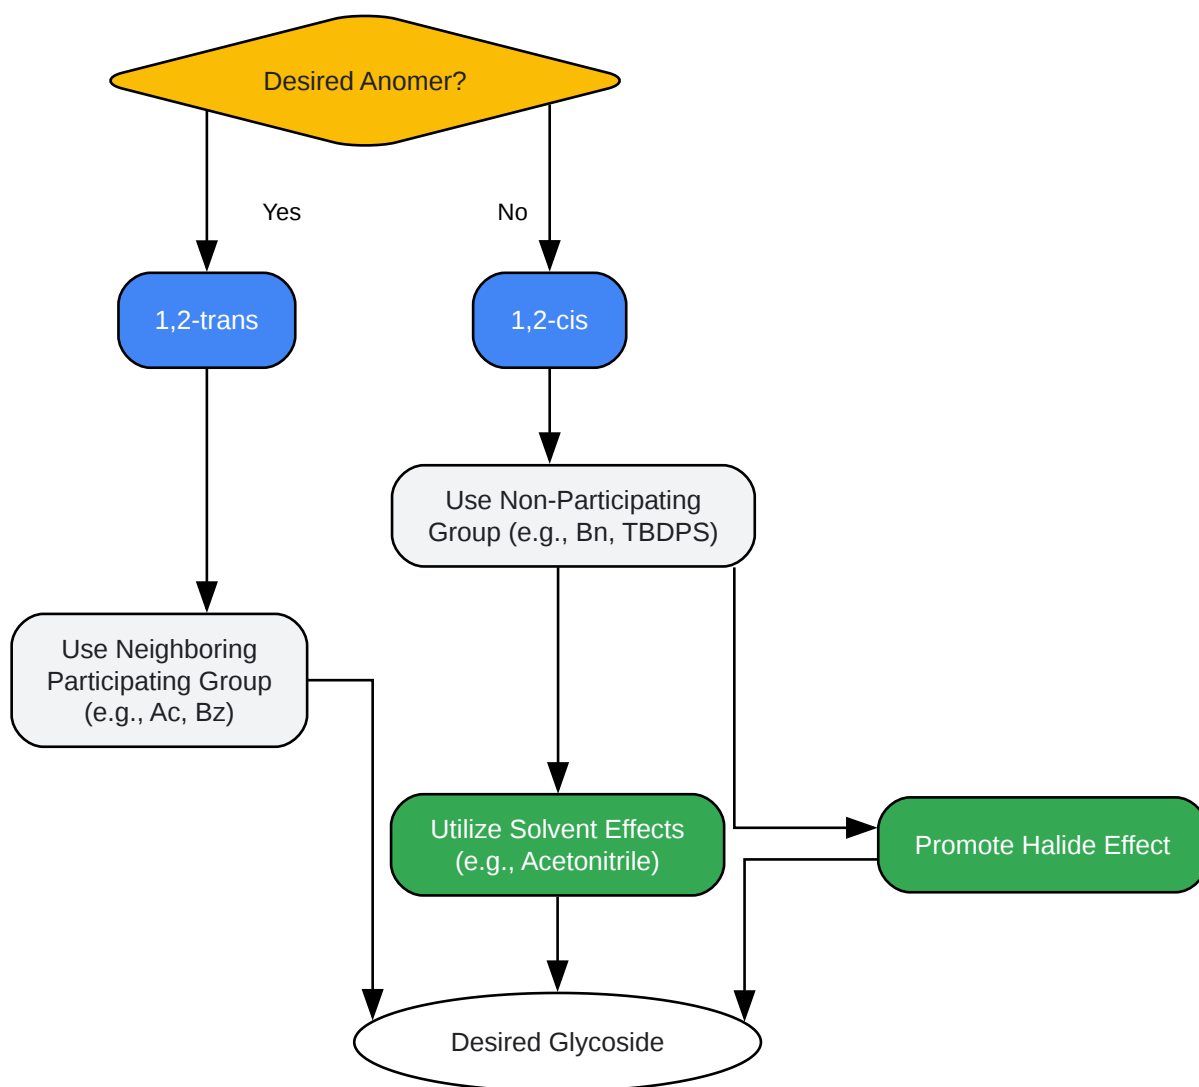 Desired Anomer?
Yes
No
1,2-trans
1,2-cis
Use Non-Participating
Group (e.g., Bn, TBDPS)
Use Neighboring
Participating Group
(e.g., Ac, Bz)
Utilize Solvent Effects
(e.g., Acetonitrile)
Promote Halide Effect
Desired Glycoside